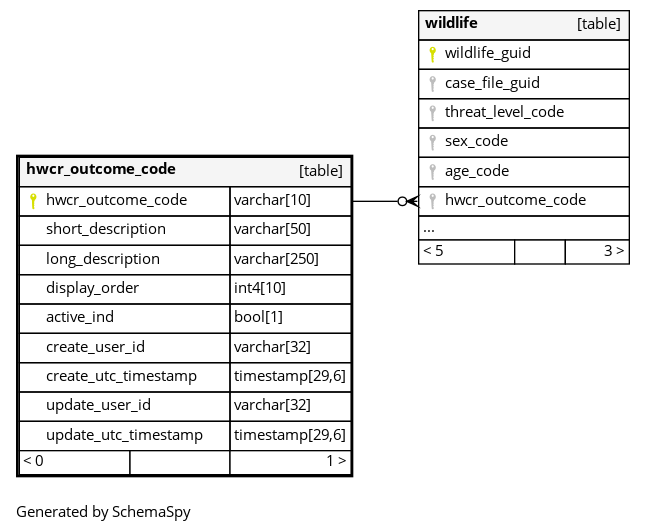 wildlife [table]
wildlife_guid
case_file_guid
threat_level_code
sex_code
age_code
hwcr_outcome_code
...
< 5 3 >
hwcr_outcome_code [table]
hwcr_outcome_code varchar[10]
short_description varchar[50]
long_description varchar[250]
display_order int4[10]
active_ind bool[1]
create_user_id varchar[32]
create_utc_timestamp timestamp[29,6]
update_user_id varchar[32]
update_utc_timestamp timestamp[29,6]
< 0 1 >
Generated by SchemaSpy